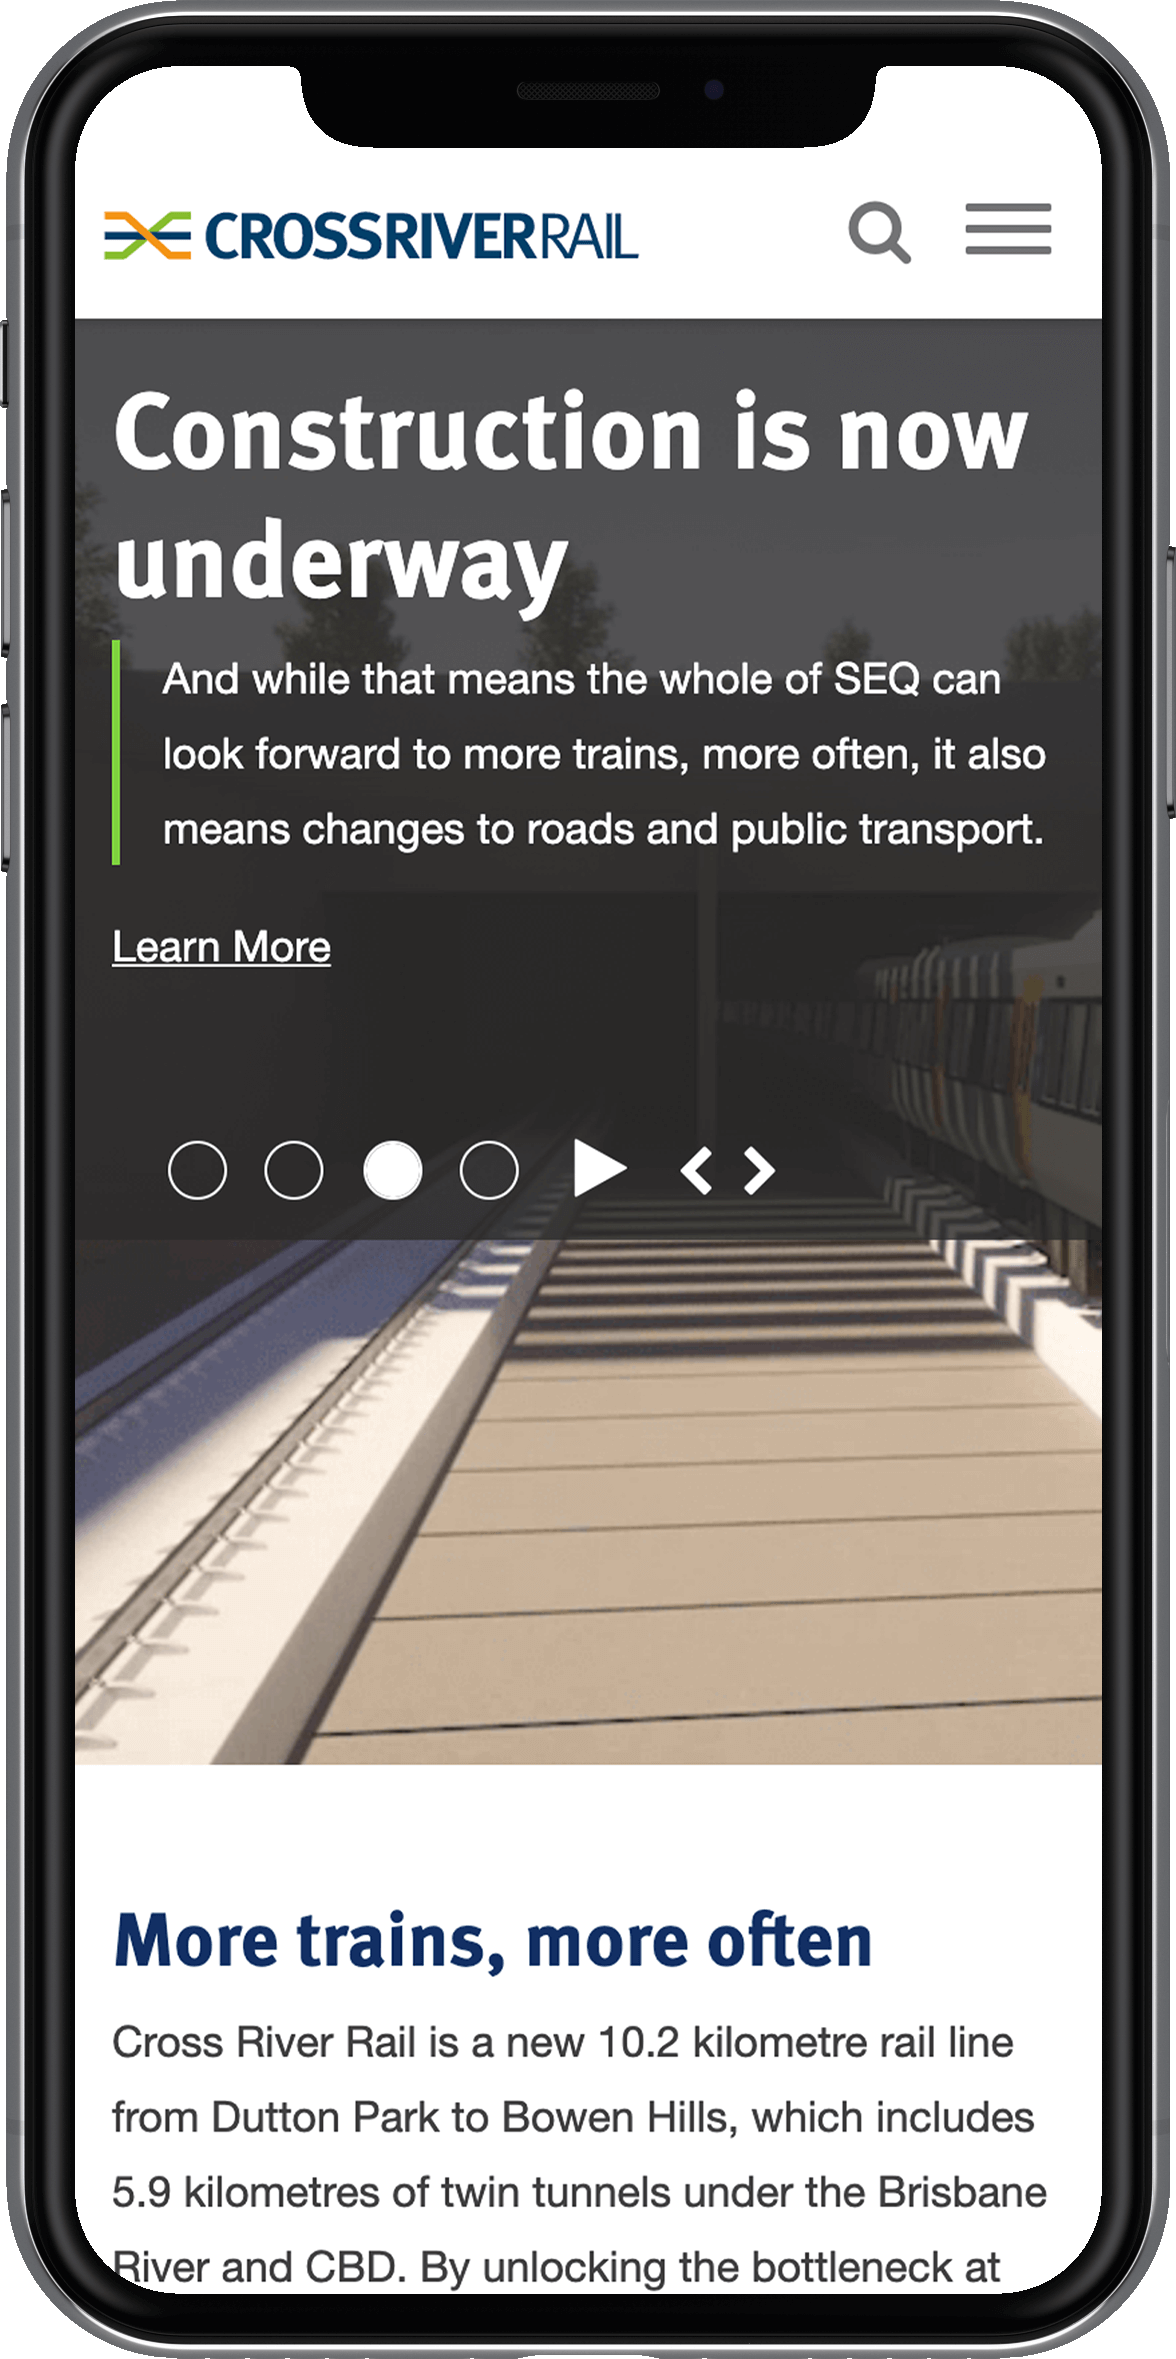 CROSSRIVERRAIL
Construction is now
underway
And while that means the whole of SEQ can
look forward to more trains, more often, it also
means changes to roads and public transport.
Learn More
More trains, more often
Cross River Rail is a new 10.2 kilometre rail line
from Dutton Park to Bowen Hills, which includes
5.9 kilometres of twin tunnels under the Brisbane
River and CBD. By unlocking the bottleneck at